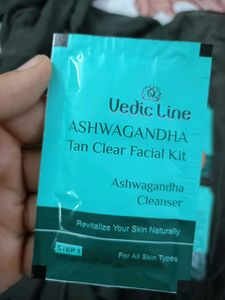 Vedic Line
ASHWAGANDHA
Tan Clear Facial Kit
Ashwagandha
Cleanser
Revitalize Your Skin Naturally
STEP 1
For All Skin Types